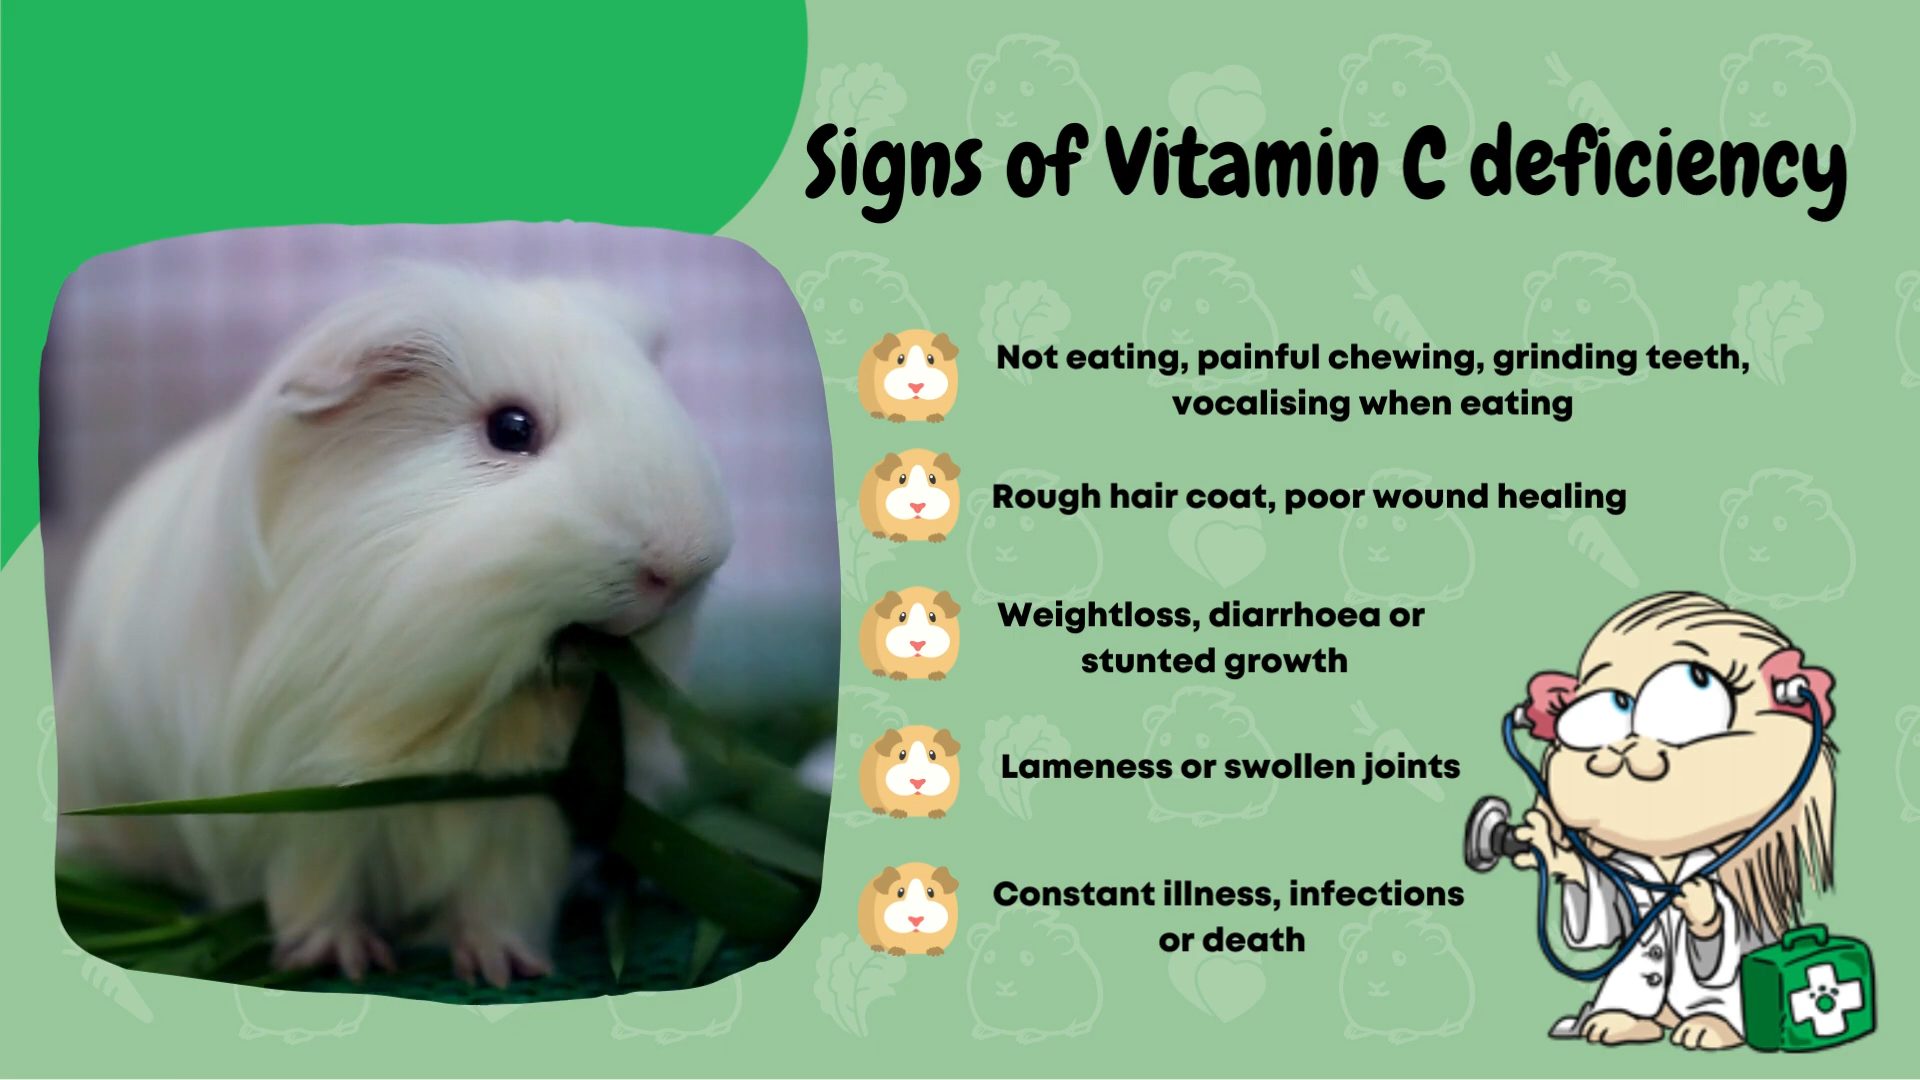 Signs of Vitamin C deficiency
Not eating, painful chewing, grinding teeth,
vocalising when eating
Rough hair coat, poor wound healing
Weightloss, diarrhoea or
stunted growth
Lameness or swollen joints
Constant illness, infections
or death